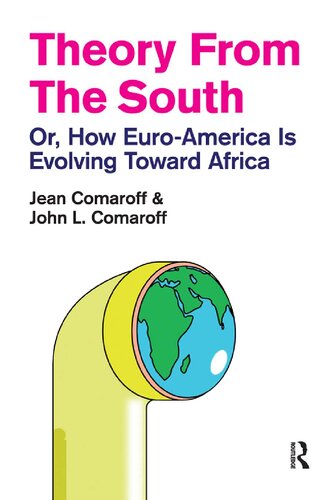 Theory From
The South
Or, How Euro-America Is
Evolving Toward Africa
Jean Comaroff &
John L. Comaroff
R
ROUTLEDGE